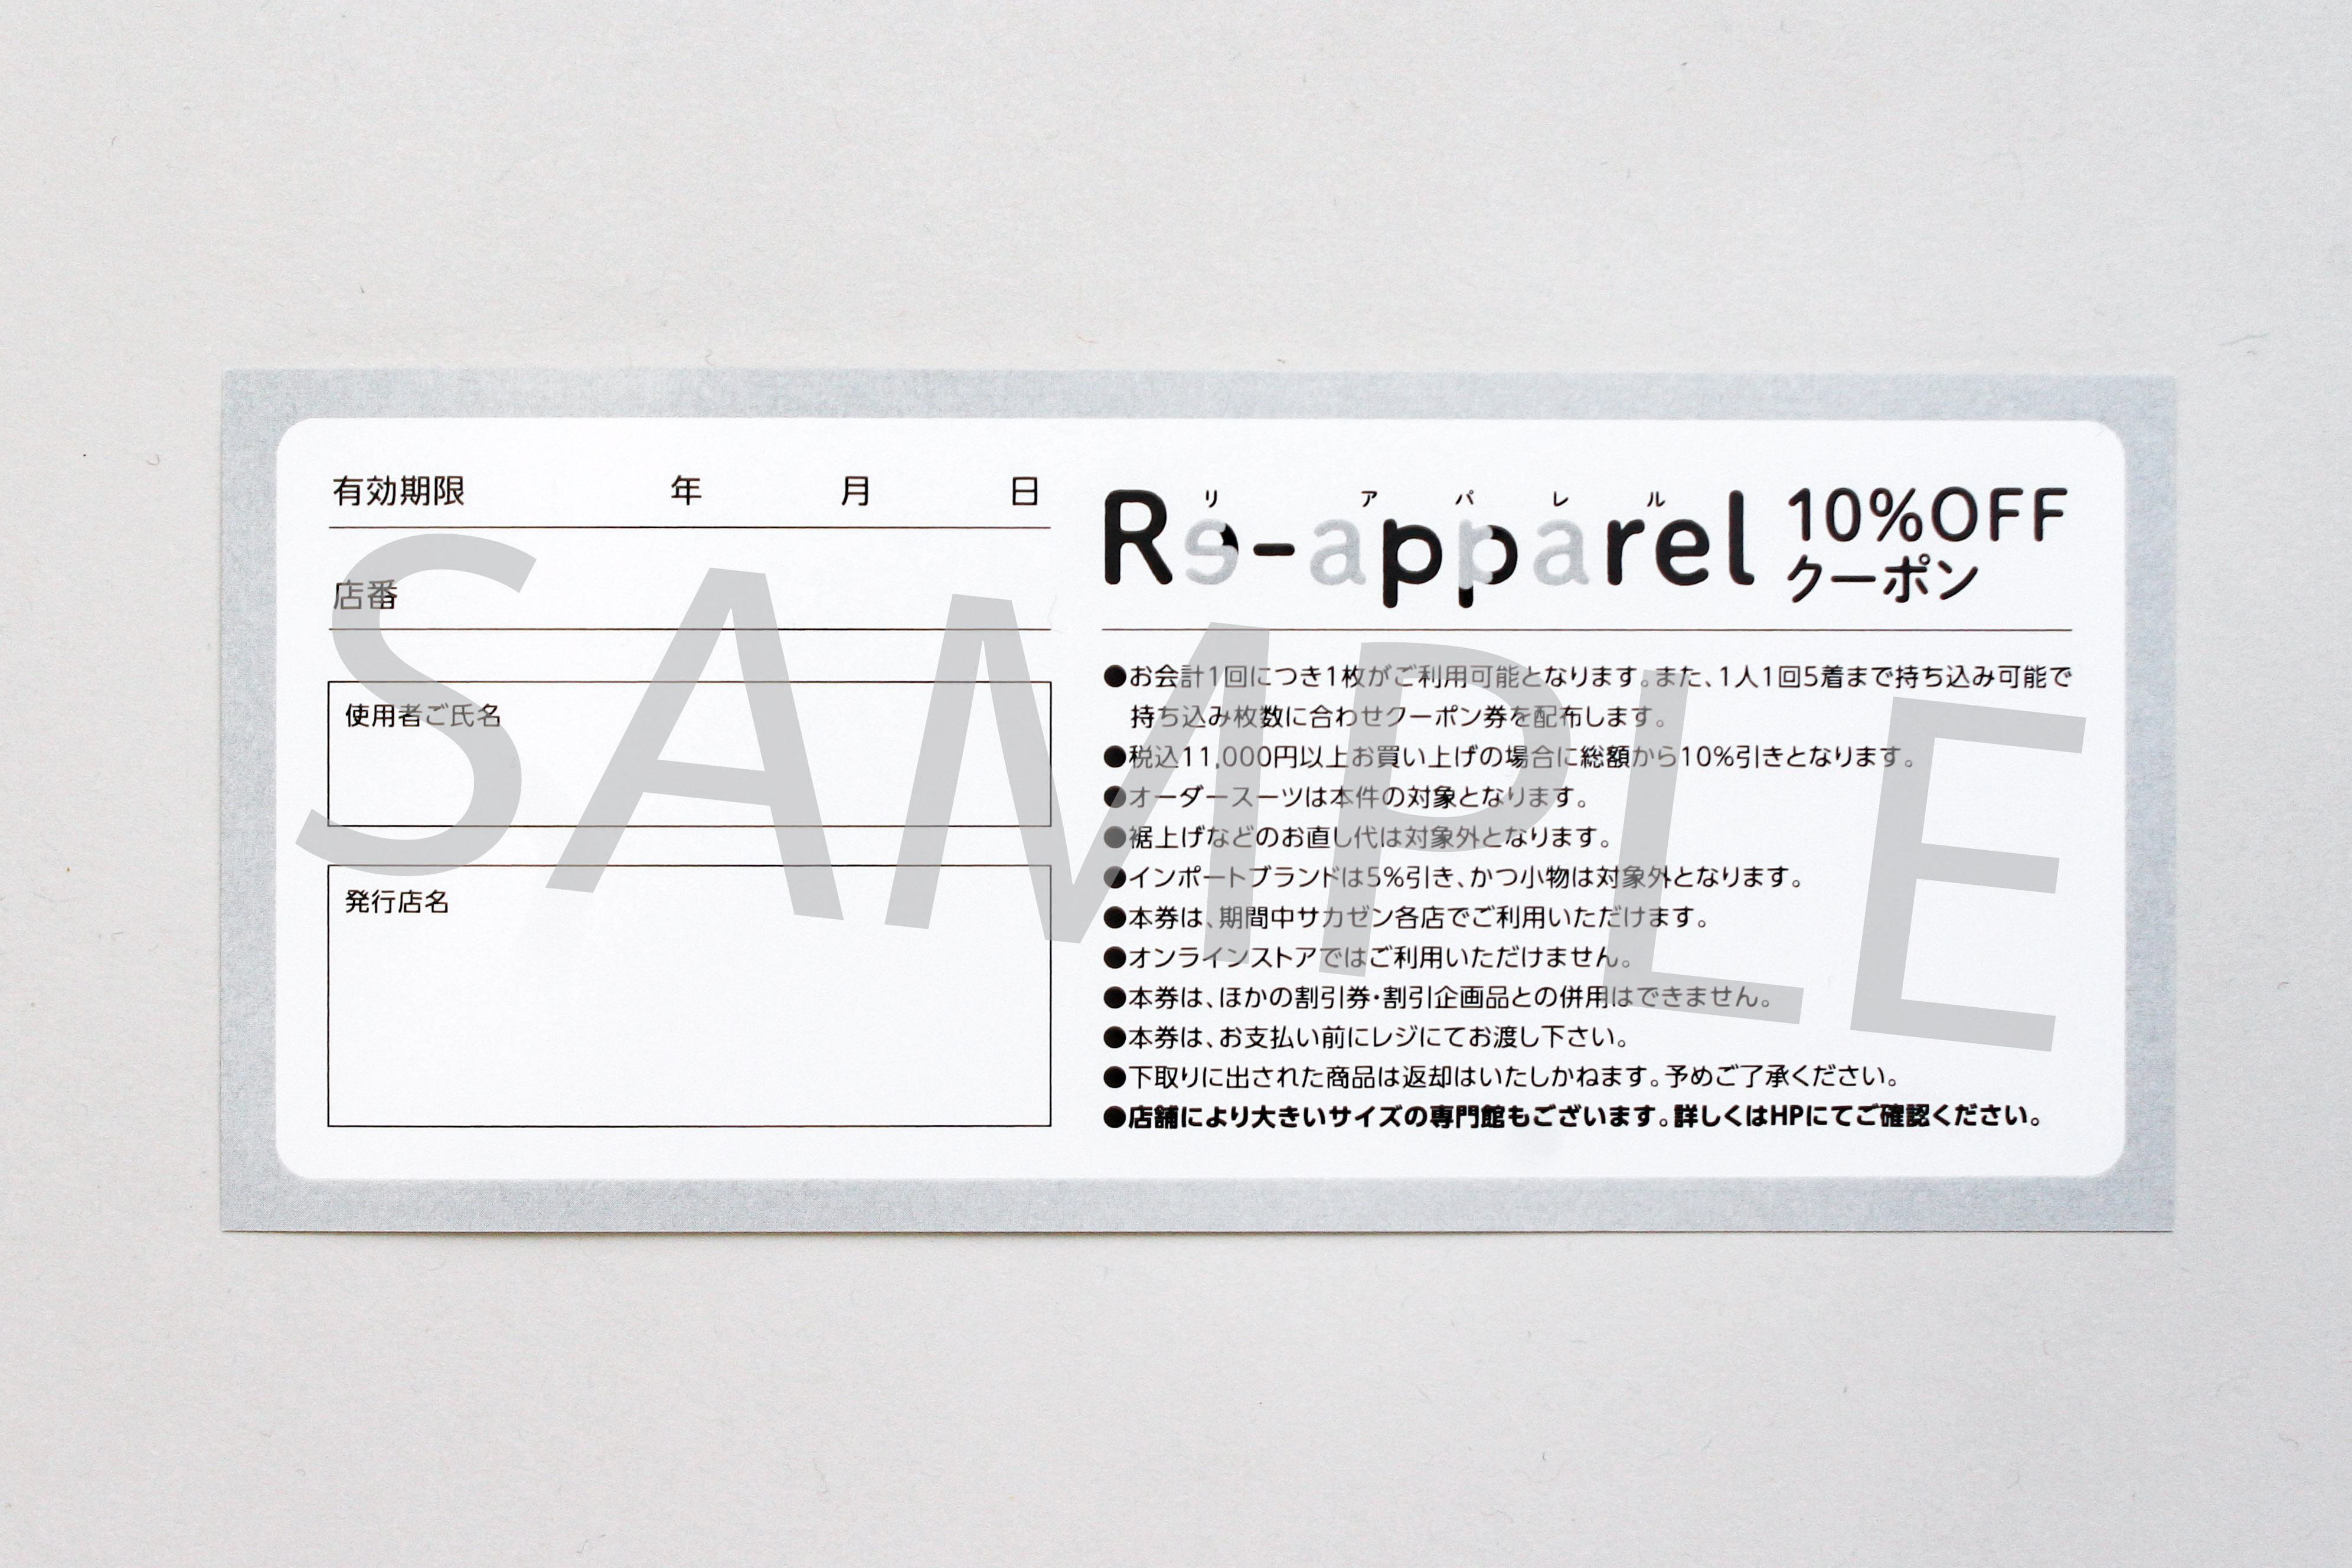 有効期限 年 月 日
店番
使用者ご氏名
発行店名
リ ア パ レ ル
Re-apparel
10%OFF
クーポン
●お会計1回につき1枚がご利用可能となります。また、1人1回5着まで持ち込み可能で
持ち込み枚数に合わせクーポン券を配布します。
●税込11,000円以上お買い上げの場合に総額から10%引きとなります。
●オーダースーツは本件の対象となります。
●裾上げなどのお直し代は対象外となります。
●インポートブランドは5%引き、かつ小物は対象外となります。
●本券は、期間中サカゼン各店でご利用いただけます。
●オンラインストアではご利用いただけません。
●本券は、ほかの割引券・割引企画品との併用はできません。
●本券は、お支払い前にレジにてお渡し下さい。
●下取りに出された商品は返却はいたしかねます。予めご了承ください。
●店舗により大きいサイズの専門館もございます。詳しくはHPにてご確認ください。
SAMPLE